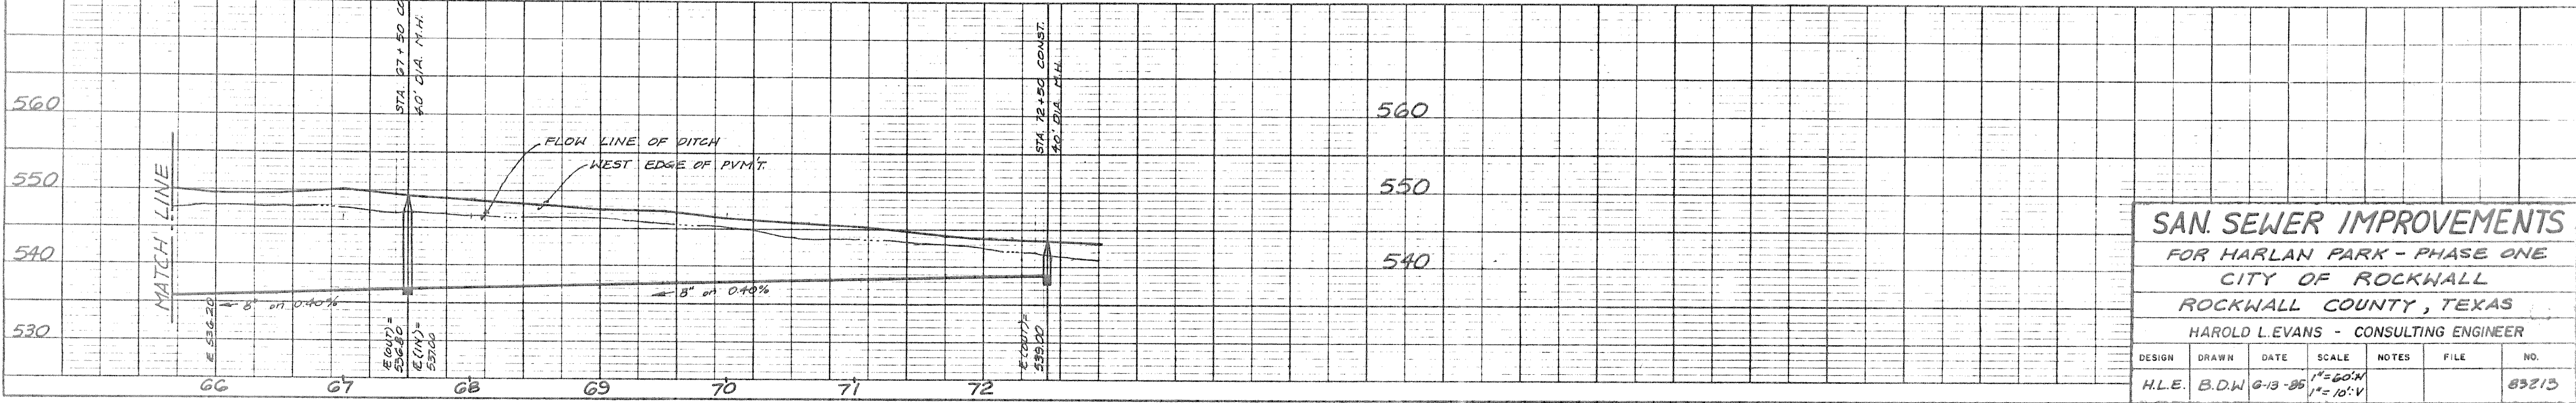 STA. 67+50
4.0' DIA. M.H.
STA. 72+50 CONST.
4.0' DIA. M.H.
560
550
540
530
560
550
540
MATCH LINE
FLOW LINE OF DITCH
WEST EDGE OF PVM'T.
8" on 0.40%
8" on 0.40%
E 536.20
E(OUT)=
536.80
E(IN)=
537.00
E(OUT)=
539.00
66 67 68 69 70 71 72
SAN. SEWER IMPROVEMENTS
FOR HARLAN PARK - PHASE ONE
CITY OF ROCKWALL
ROCKWALL COUNTY, TEXAS
HAROLD L. EVANS - CONSULTING ENGINEER
DESIGN DRAWN DATE SCALE NOTES FILE NO.
H.L.E. B.D.W 6-13-85 1"=60':H 83213
1"=10':V